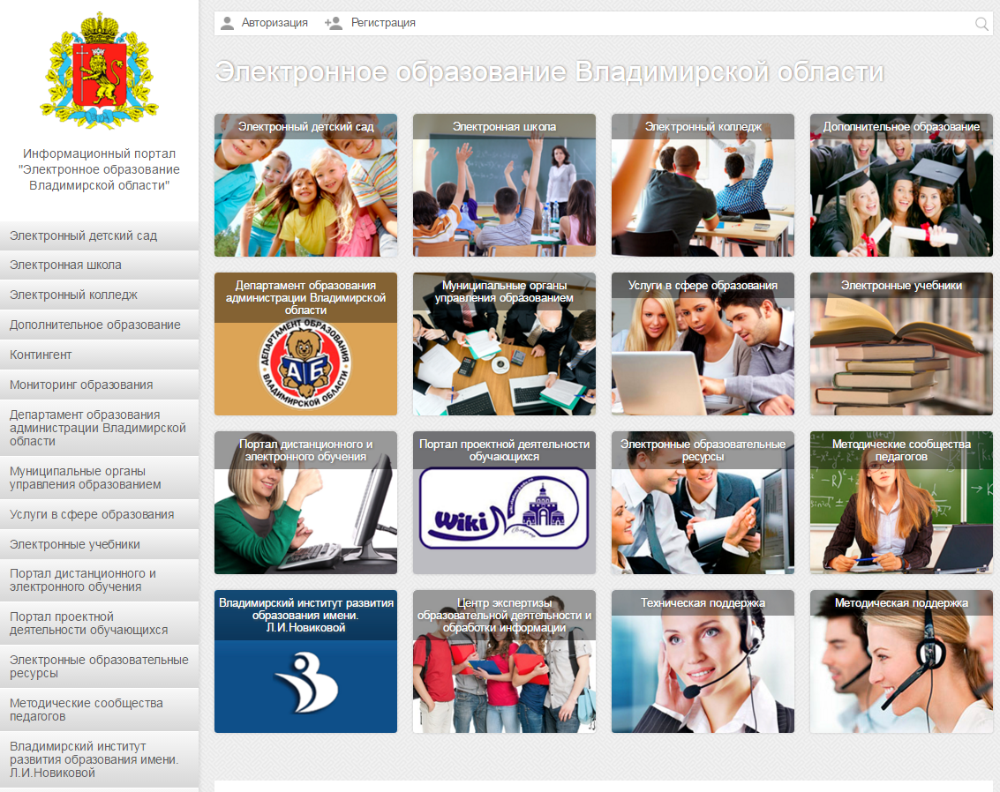 Авторизация
Регистрация
Электронное образование Владимирской области
Информационный портал
"Электронное образование
Владимирской области"
Электронный детский сад
Электронная школа
Электронный колледж
Дополнительное образование
Контингент
Мониторинг образования
Департамент образования
администрации Владимирской
области
Муниципальные органы
управления образованием
Услуги в сфере образования
Электронные учебники
Портал дистанционного и
электронного обучения
Портал проектной
деятельности обучающихся
Электронные образовательные
ресурсы
Методические сообщества
педагогов
Владимирский институт
развития образования имени.
Л.И.Новиковой
Электронный детский сад
Электронная школа
Электронный колледж
Дополнительное образование
Департамент образования
администрации Владимирской
области
ДЕПАРТАМЕНТ ОБРАЗОВАНИЯ
АБ
ВЛАДИМИРСКОЙ ОБЛАСТИ
Муниципальные органы
управления образованием
Услуги в сфере образования
Электронные учебники
Портал дистанционного и
электронного обучения
Портал проектной деятельности
обучающихся
Wiki
Электронные образовательные
ресурсы
Методические сообщества
педагогов
Владимирский институт развития
образования имени.
Л.И.Новиковой
Центр экспертизы
образовательной деятельности и
обработки информации
Техническая поддержка
Методическая поддержка